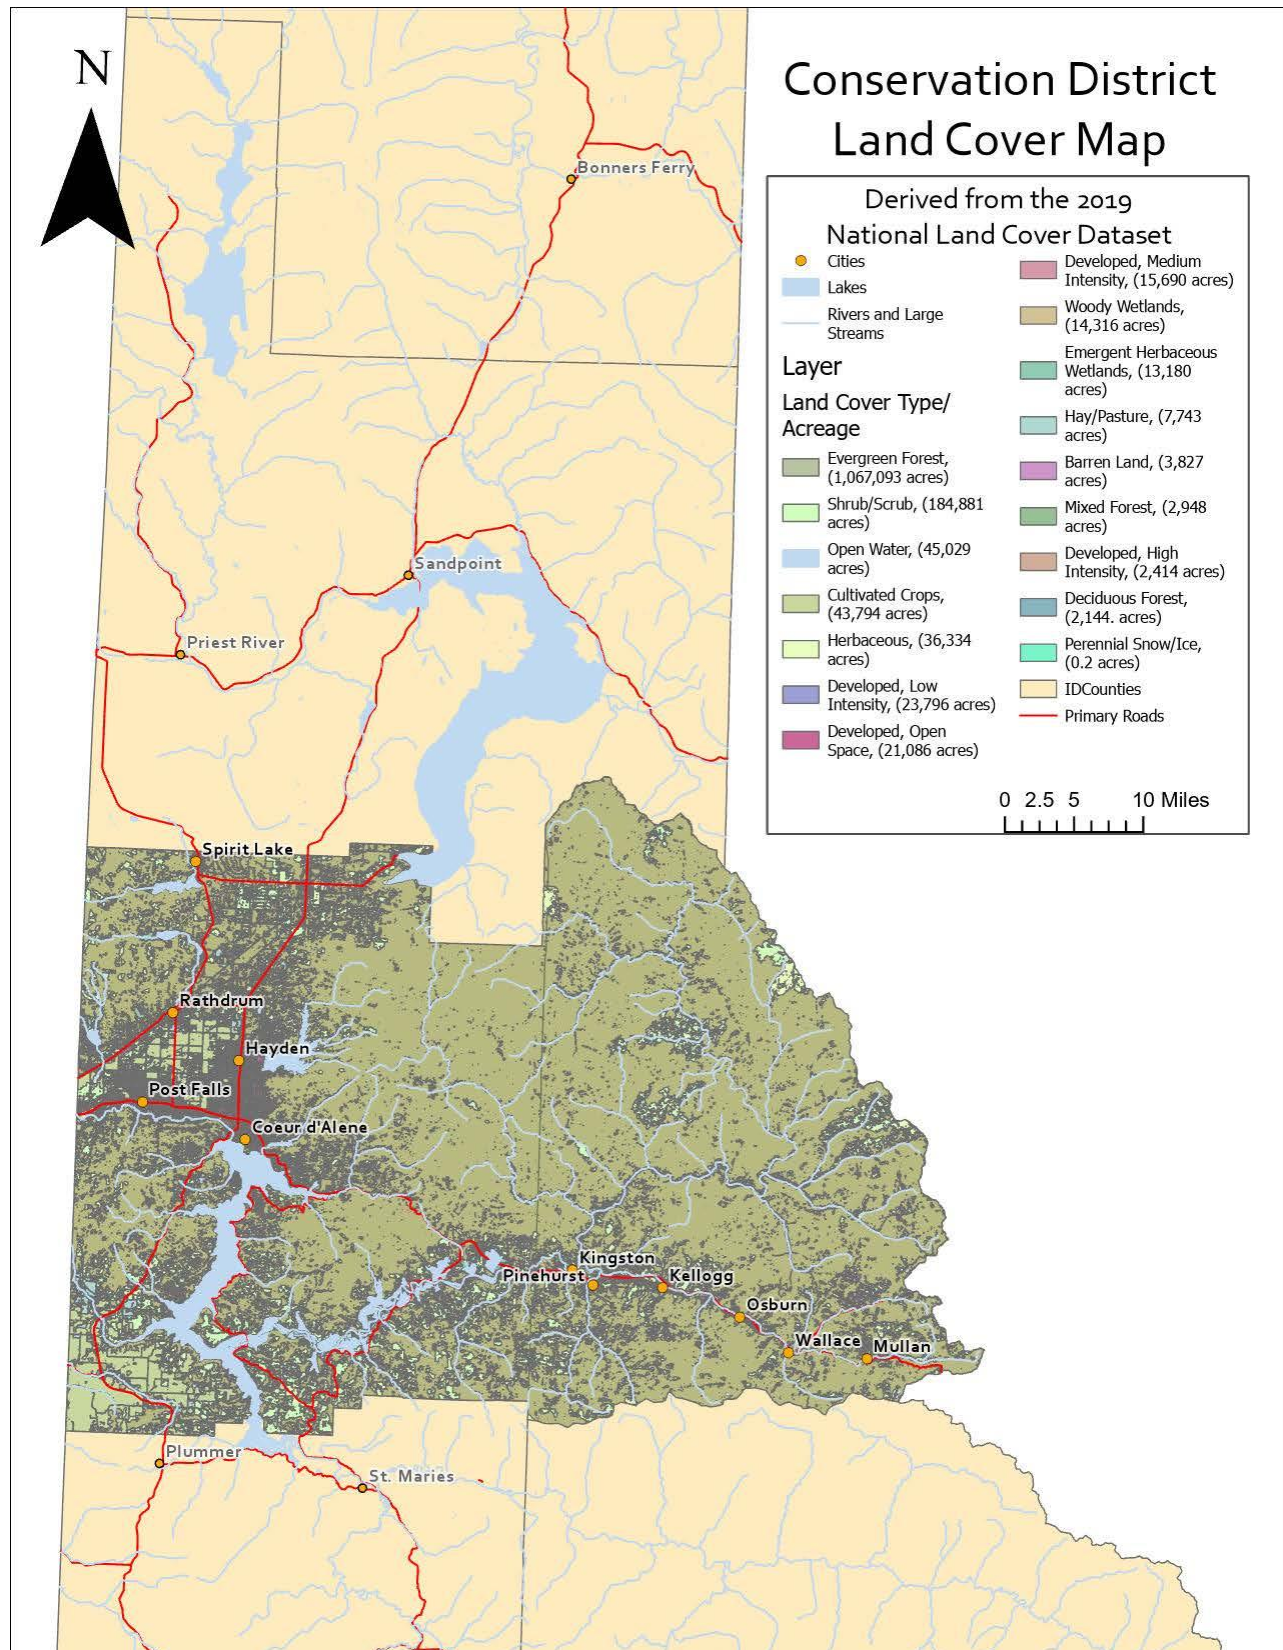 N
Conservation District
Land Cover Map
Derived from the 2019
National Land Cover Dataset
Cities
Lakes
Rivers and Large
Streams
Layer
Land Cover Type/
Acreage
Evergreen Forest,
(1,067,093 acres)
Shrub/Scrub, (184,881
acres)
Open Water, (45,029
acres)
Cultivated Crops,
(43,794 acres)
Herbaceous, (36,334
acres)
Developed, Low
Intensity, (23,796 acres)
Developed, Open
Space, (21,086 acres)
Developed, Medium
Intensity, (15,690 acres)
Woody Wetlands,
(14,316 acres)
Emergent Herbaceous
Wetlands, (13,180
acres)
Hay/Pasture, (7,743
acres)
Barren Land, (3,827
acres)
Mixed Forest, (2,948
acres)
Developed, High
Intensity, (2,414 acres)
Deciduous Forest,
(2,144. acres)
Perennial Snow/Ice,
(0.2 acres)
IDCounties
Primary Roads
0 2.5 5 10 Miles
Bonners Ferry
Sandpoint
Priest River
Spirit Lake
Rathdrum
Hayden
Post Falls
Coeur d'Alene
Kingston
Pinehurst
Kellogg
Osburn
Wallace
Mullan
Plummer
St. Maries